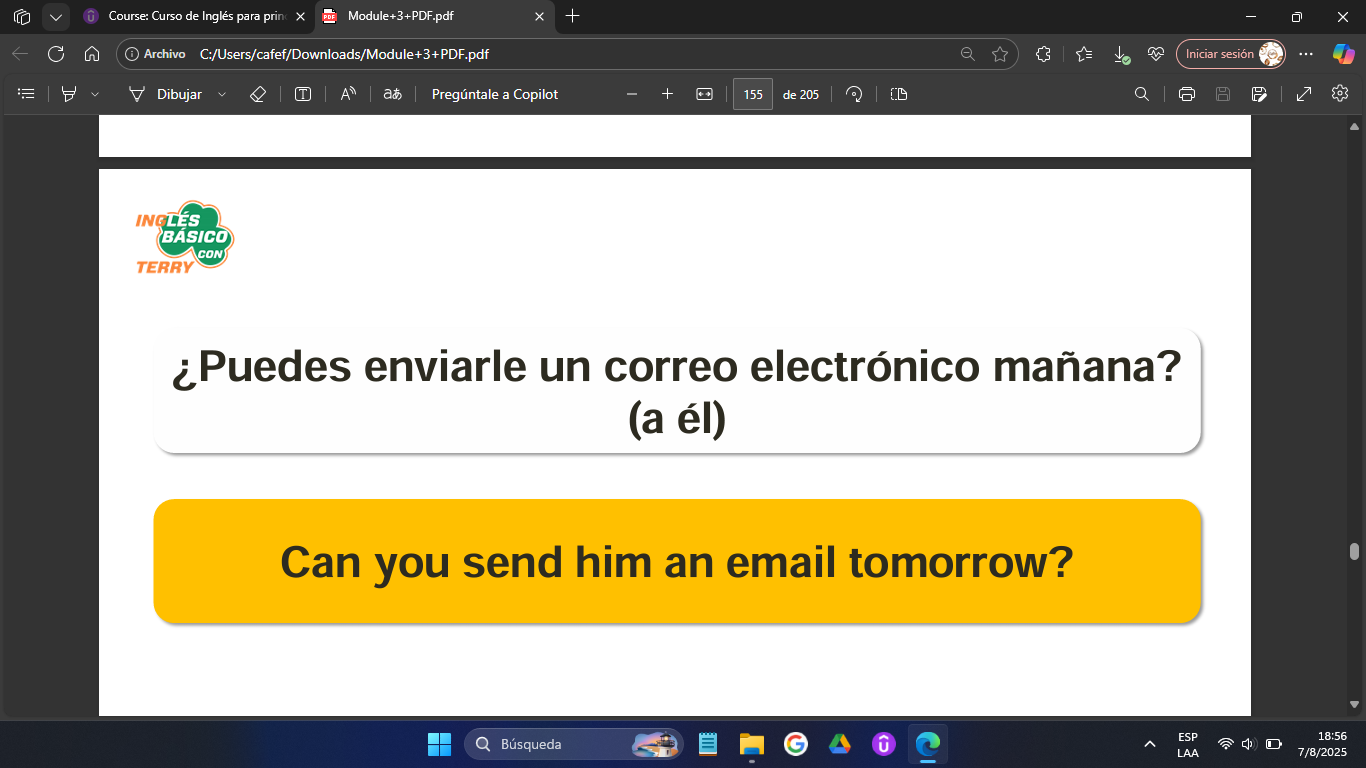 Course: Curso de Inglés para prin
Module+3+PDF.pdf
Archivo
C:/Users/cafef/Downloads/Module+3+PDF.pdf
Iniciar sesión
Dibujar
Pregúntale a Copilot
155
de 205
INGLÉS
BÁSICO
CON
TERRY
¿Puedes enviarle un correo electrónico mañana?
(a él)
Can you send him an email tomorrow?
Búsqueda
ESP
LAA
18:56
7/8/2025